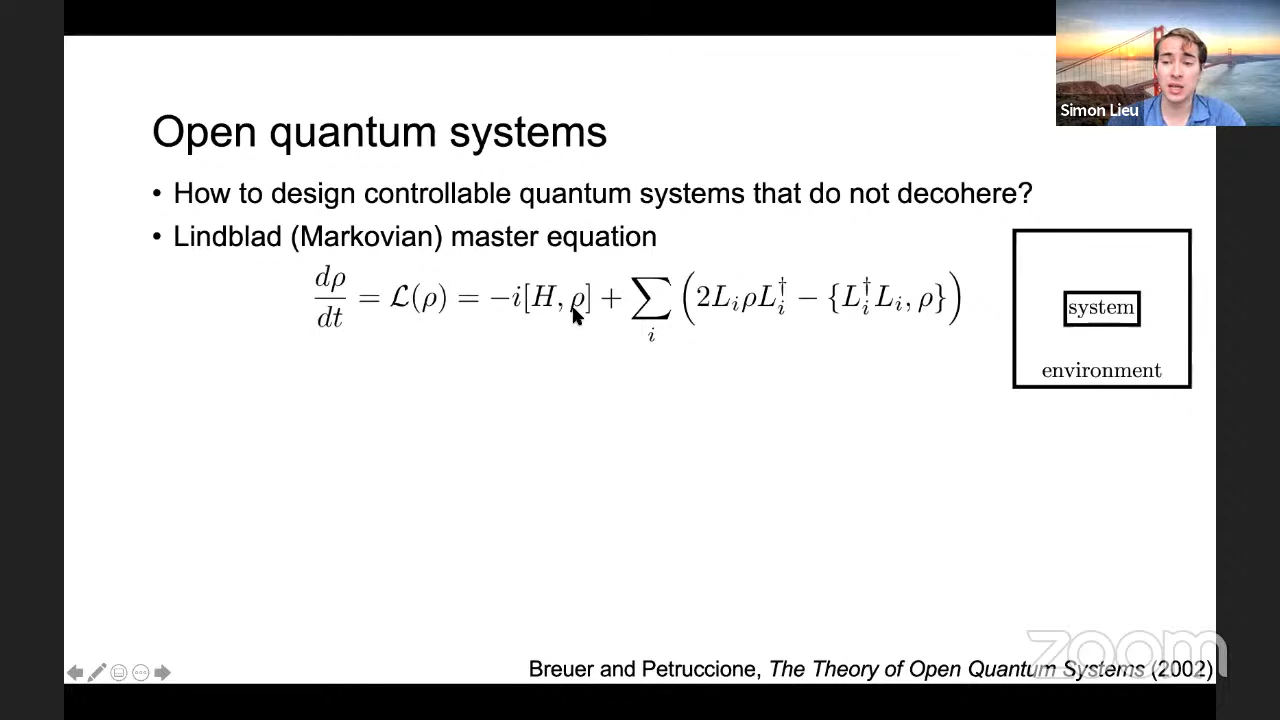 Simon Lieu
Open quantum systems
• How to design controllable quantum systems that do not decohere?
• Lindblad (Markovian) master equation
dρ/dt = ℒ(ρ) = −i[H, ρ] + ∑_i (2L_iρL_i† − {L_i†L_i, ρ})
system
environment
zoom
Breuer and Petruccione, The Theory of Open Quantum Systems (2002)